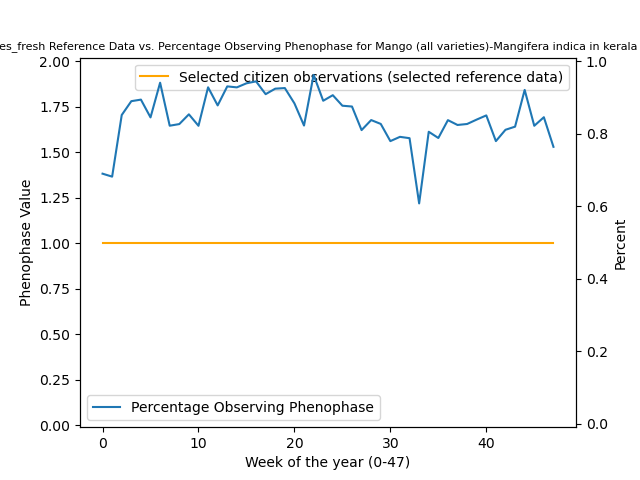 es_fresh Reference Data vs. Percentage Observing Phenophase for Mango (all varieties)-Mangifera indica in kerala
2.00
1.75
1.50
1.25
1.00
0.75
0.50
0.25
0.00
Phenophase Value
Selected citizen observations (selected reference data)
Percentage Observing Phenophase
1.0
0.8
0.6
0.4
0.2
0.0
Percent
0 10 20 30 40
Week of the year (0-47)